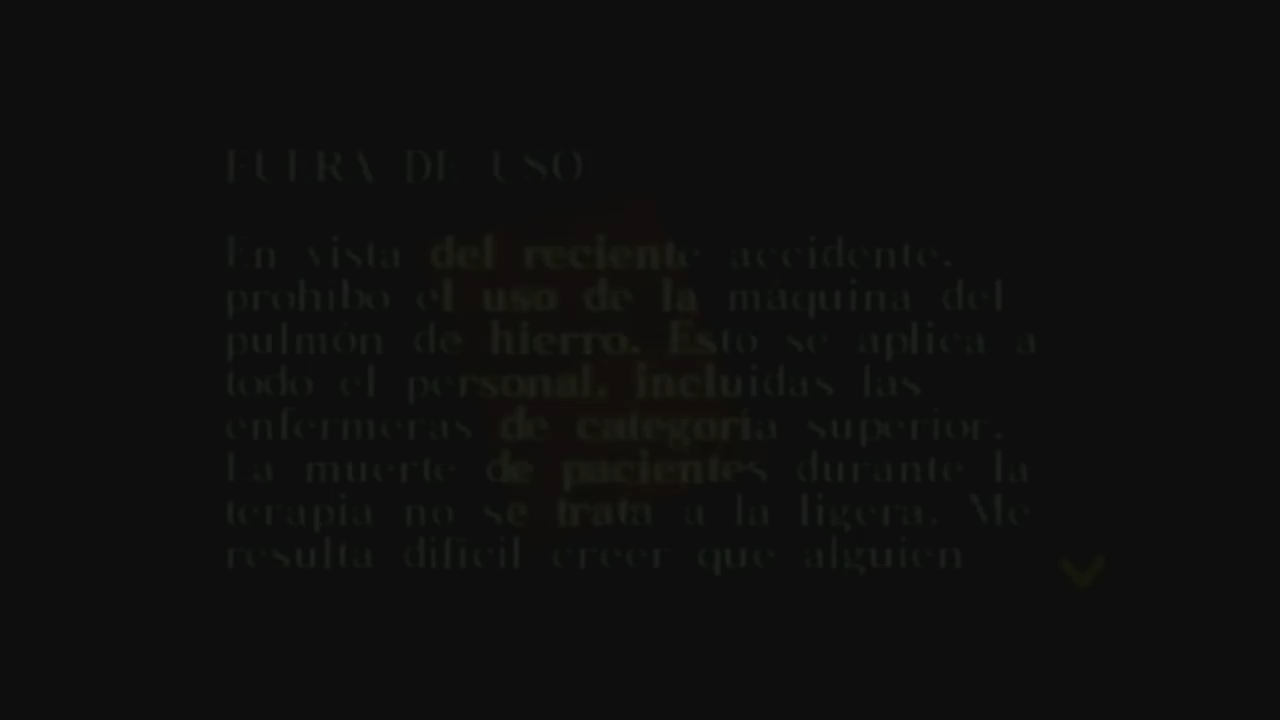 FUERA DE USO
En vista del reciente accidente,
prohibo el uso de la máquina del
pulmón de hierro. Esto se aplica a
todo el personal, incluidas las
enfermeras de categoría superior.
La muerte de pacientes durante la
terapia no se trata a la ligera. Me
resulta difícil creer que alguien